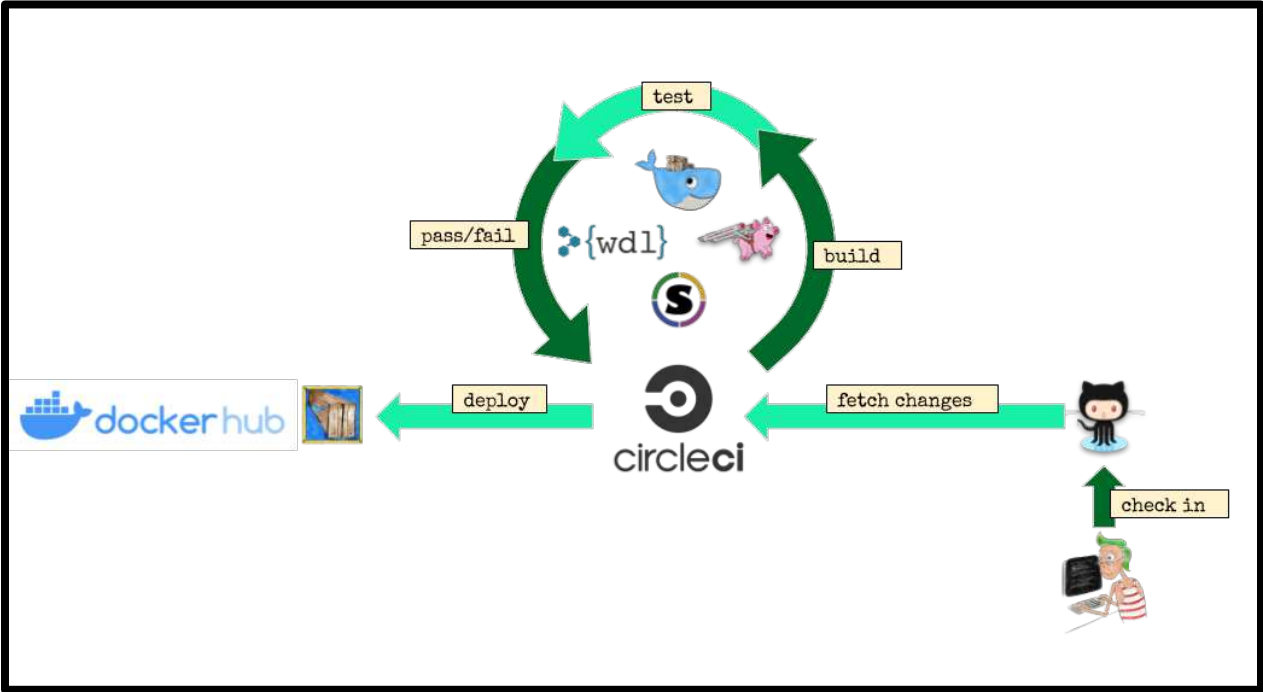 test
pass/fail
{wdl}
build
S
deploy
fetch changes
dockerhub
circleci
check in